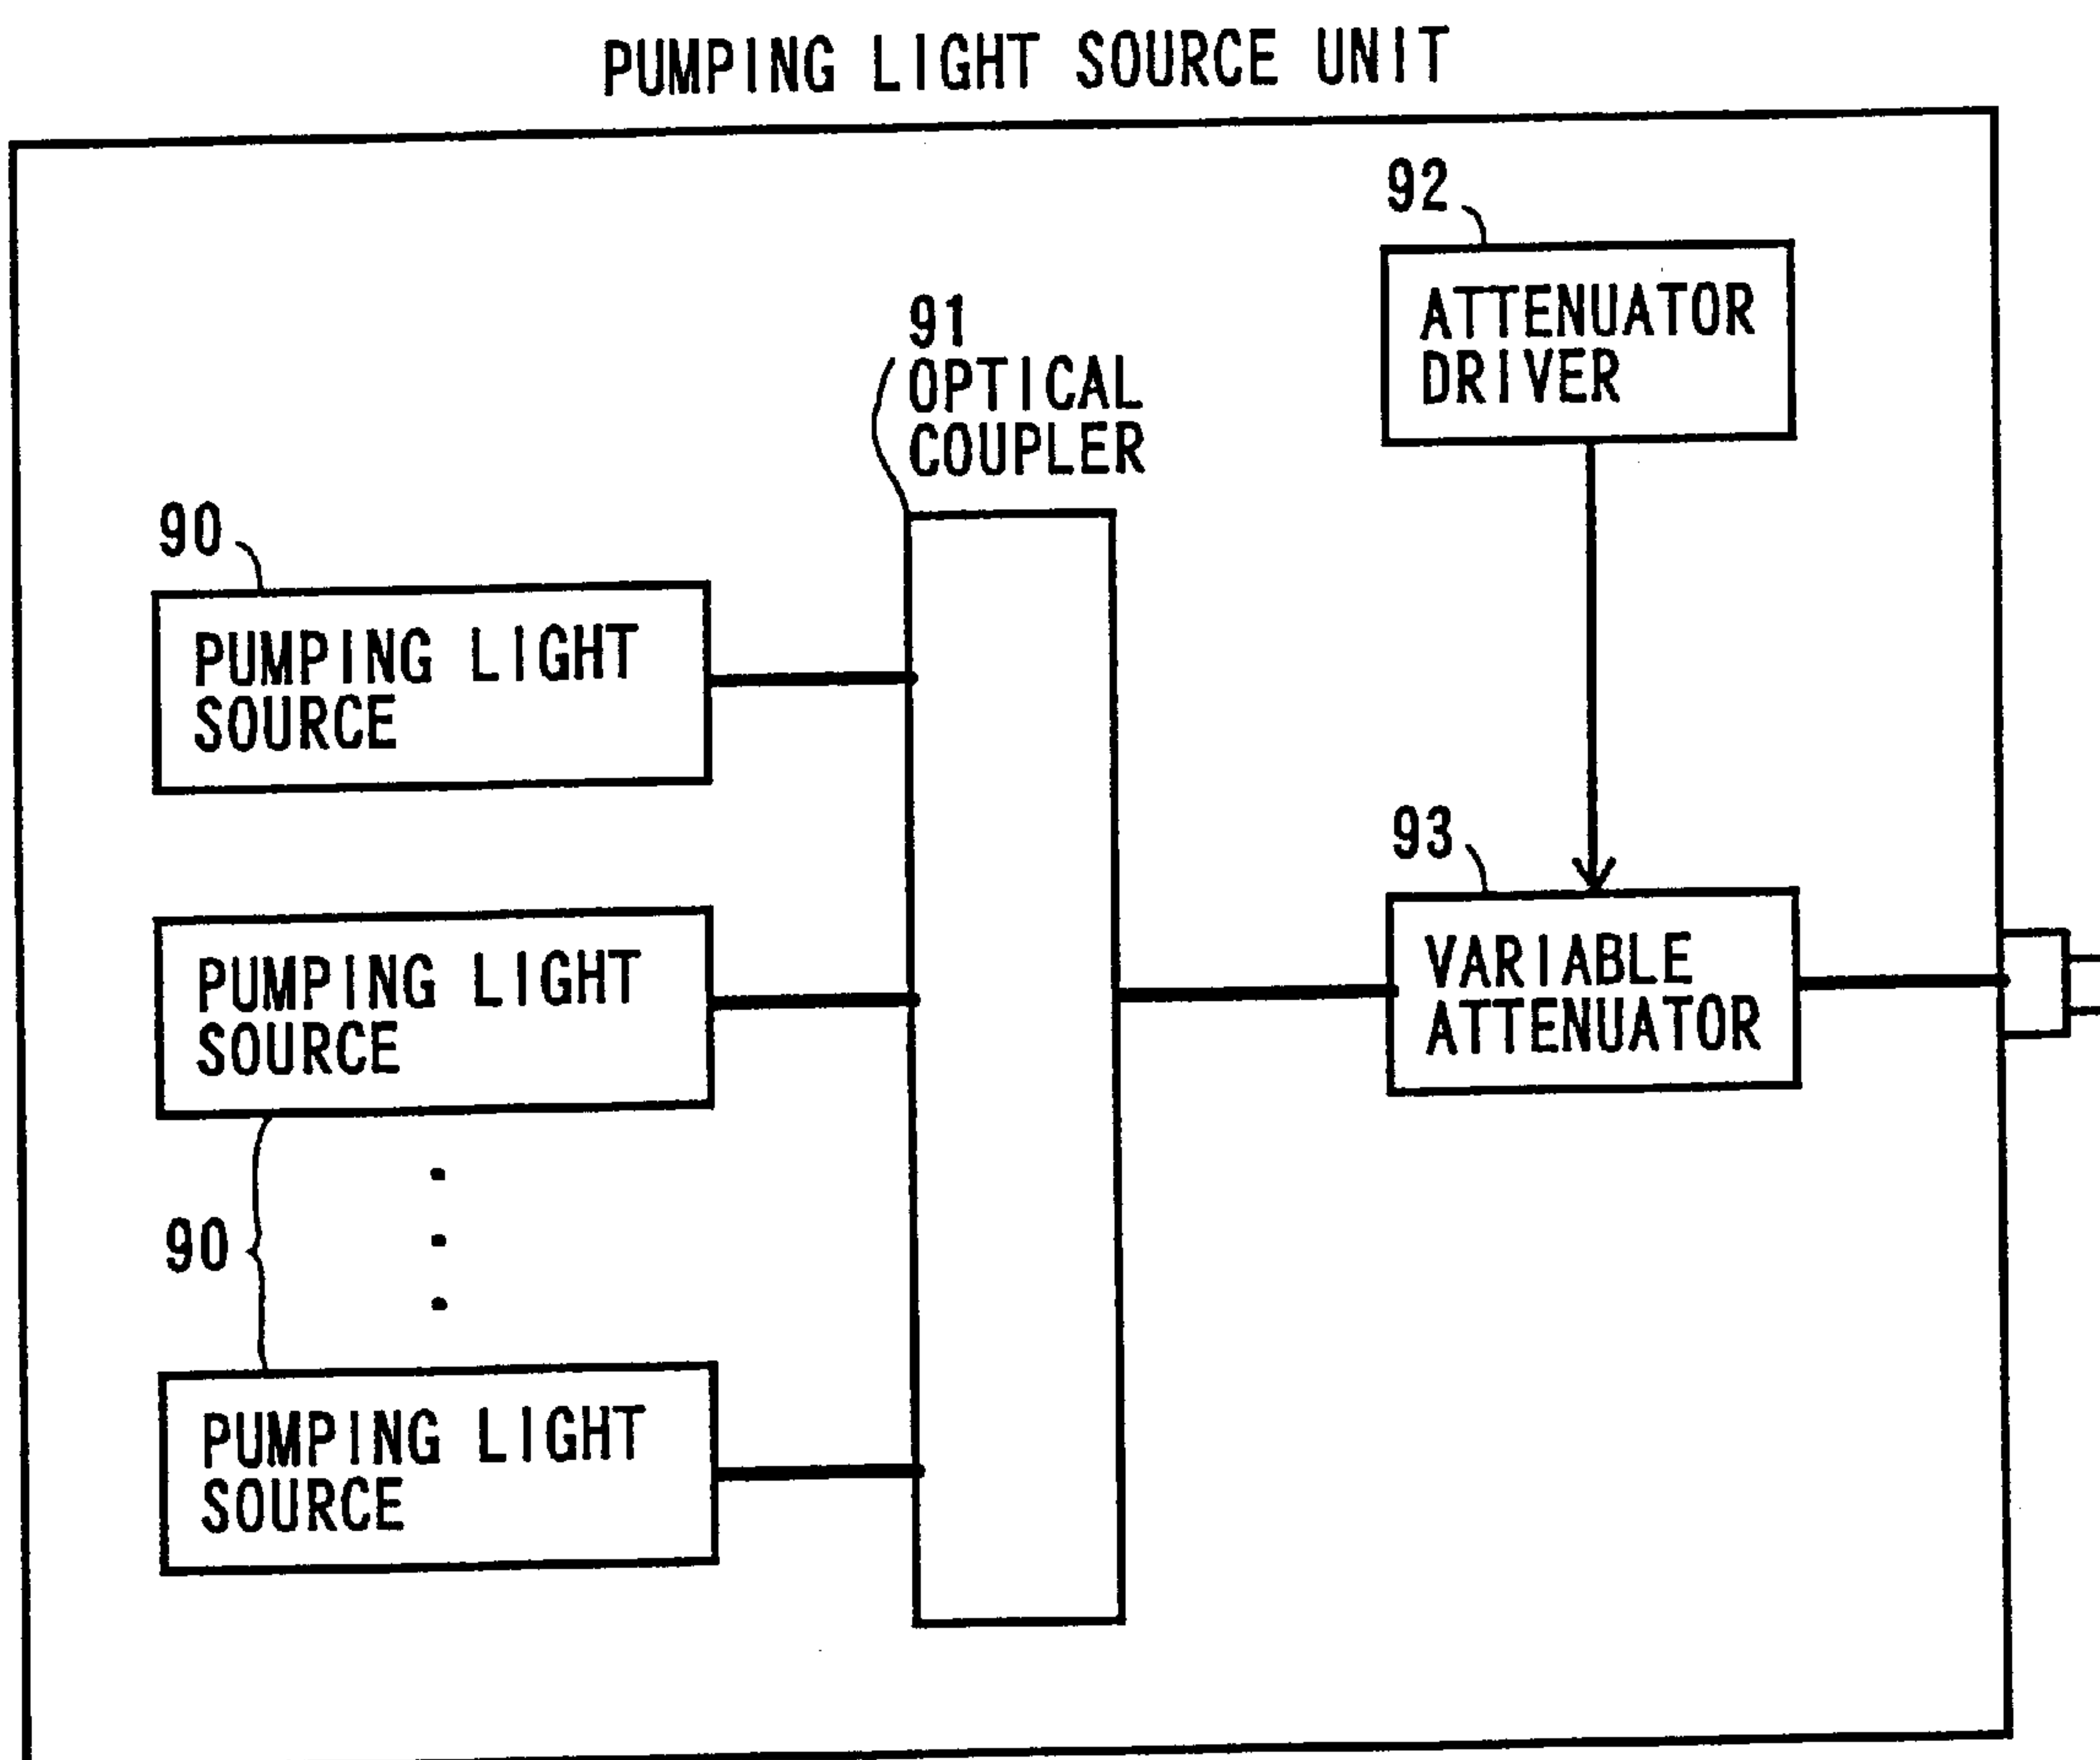 PUMPING LIGHT SOURCE UNIT
92
ATTENUATOR
DRIVER
91
OPTICAL
COUPLER
90
PUMPING LIGHT
SOURCE
93
VARIABLE
ATTENUATOR
PUMPING LIGHT
SOURCE
90
PUMPING LIGHT
SOURCE